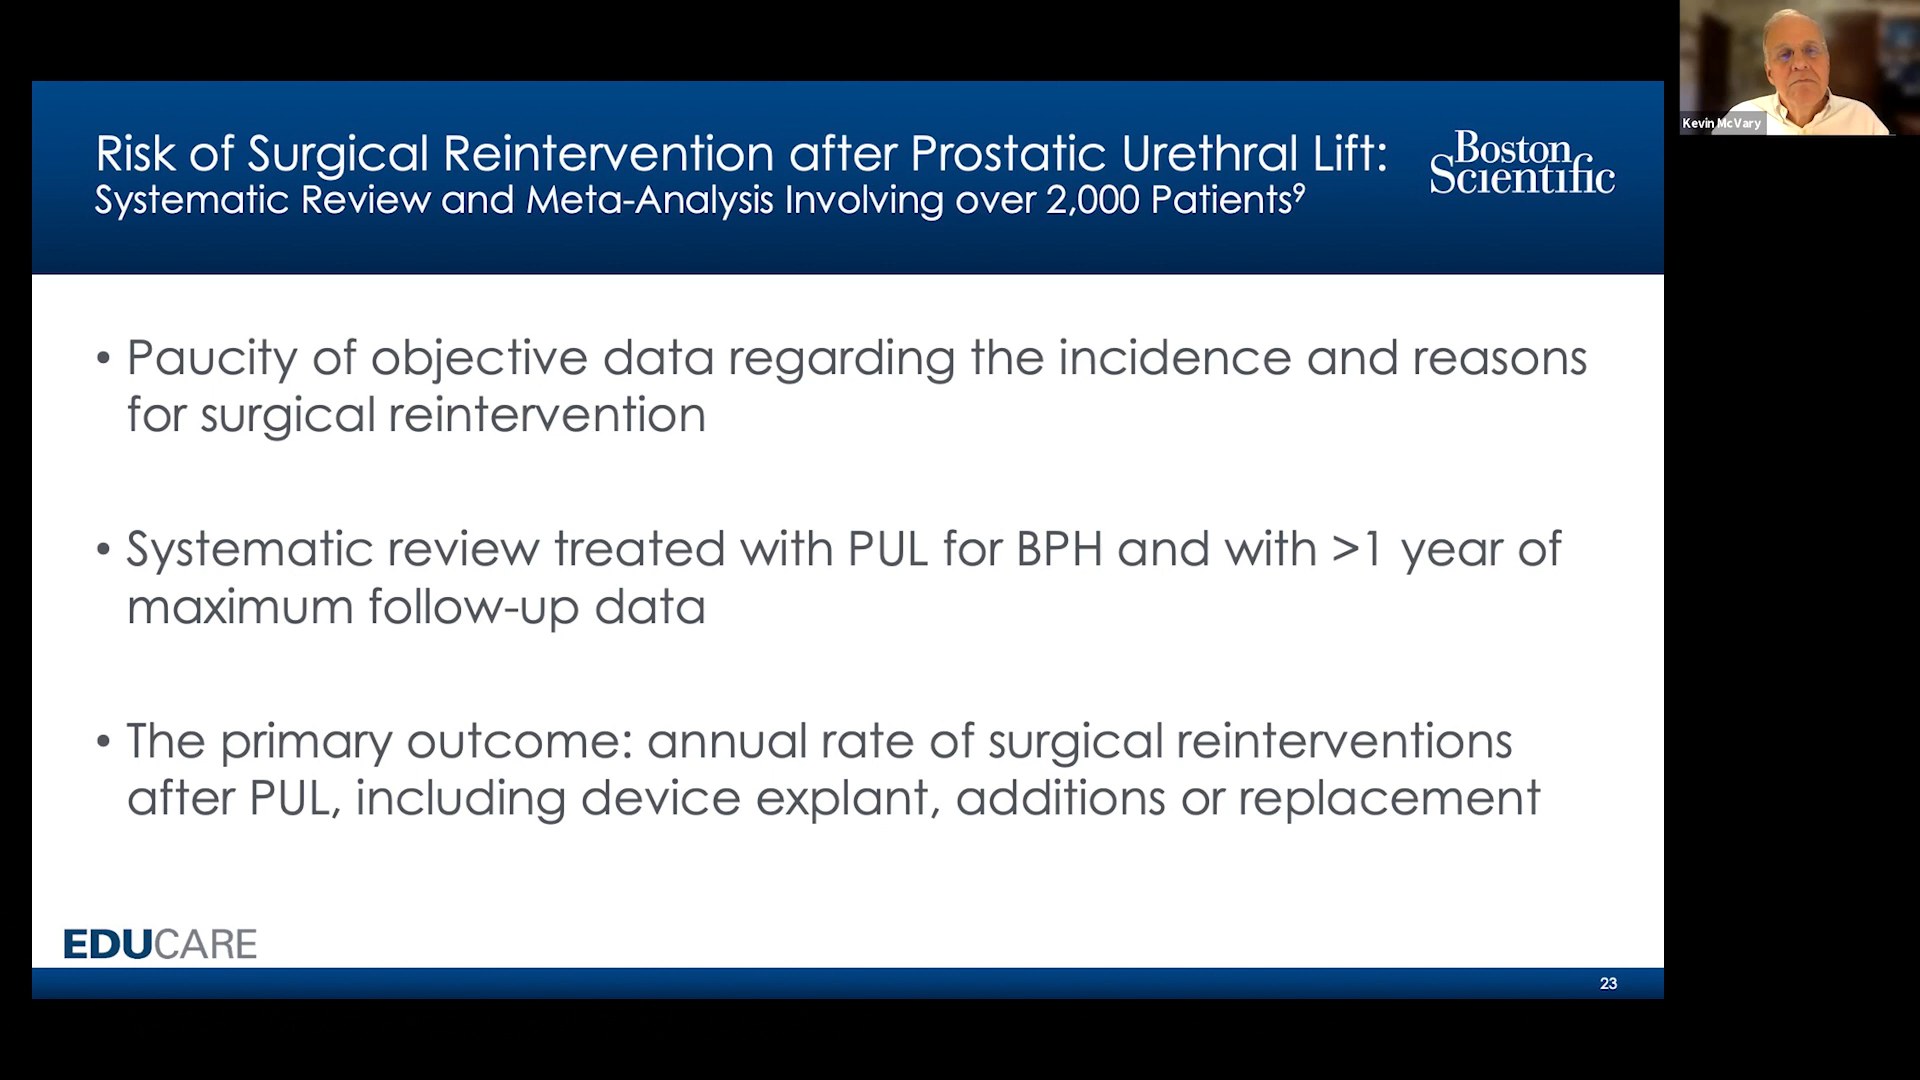 Risk of Surgical Reintervention after Prostatic Urethral Lift:
Systematic Review and Meta-Analysis Involving over 2,000 Patients⁹
Boston
Scientific
Kevin McVary
• Paucity of objective data regarding the incidence and reasons
for surgical reintervention
• Systematic review treated with PUL for BPH and with >1 year of
maximum follow-up data
• The primary outcome: annual rate of surgical reinterventions
after PUL, including device explant, additions or replacement
EDUCARE
23